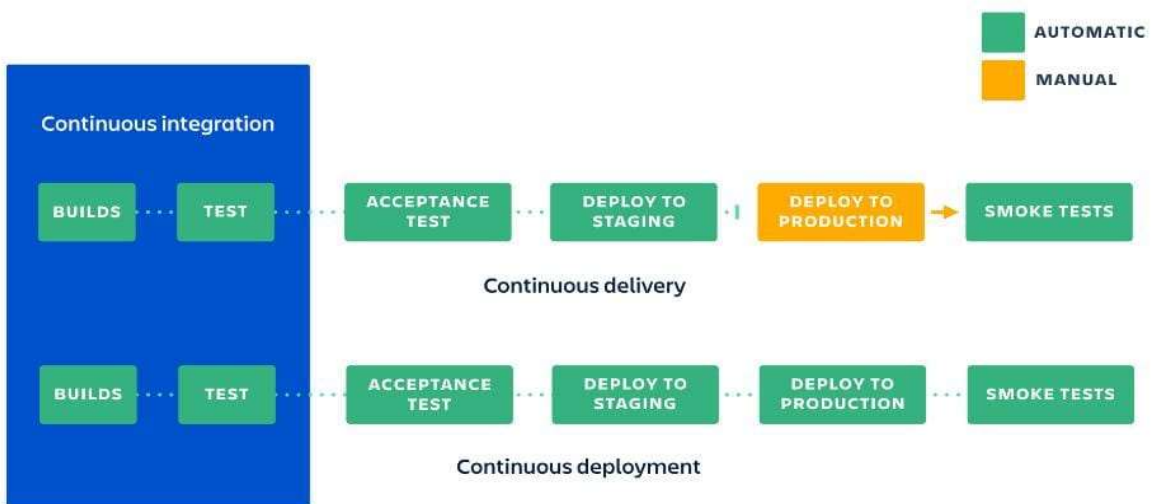 AUTOMATIC
MANUAL
Continuous integration
BUILDS
TEST
ACCEPTANCE
TEST
DEPLOY TO
STAGING
DEPLOY TO
PRODUCTION
SMOKE TESTS
Continuous delivery
BUILDS
TEST
ACCEPTANCE
TEST
DEPLOY TO
STAGING
DEPLOY TO
PRODUCTION
SMOKE TESTS
Continuous deployment